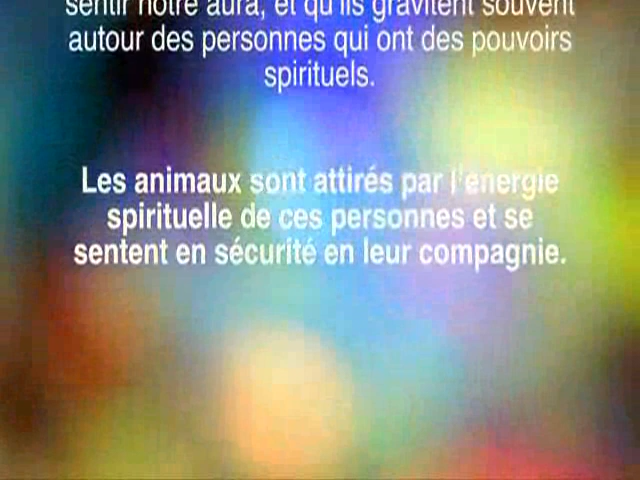 sentir notre aura, et qu'ils gravitent souvent
autour des personnes qui ont des pouvoirs
spirituels.
Les animaux sont attirés par l'énergie
spirituelle de ces personnes et se
sentent en sécurité en leur compagnie.